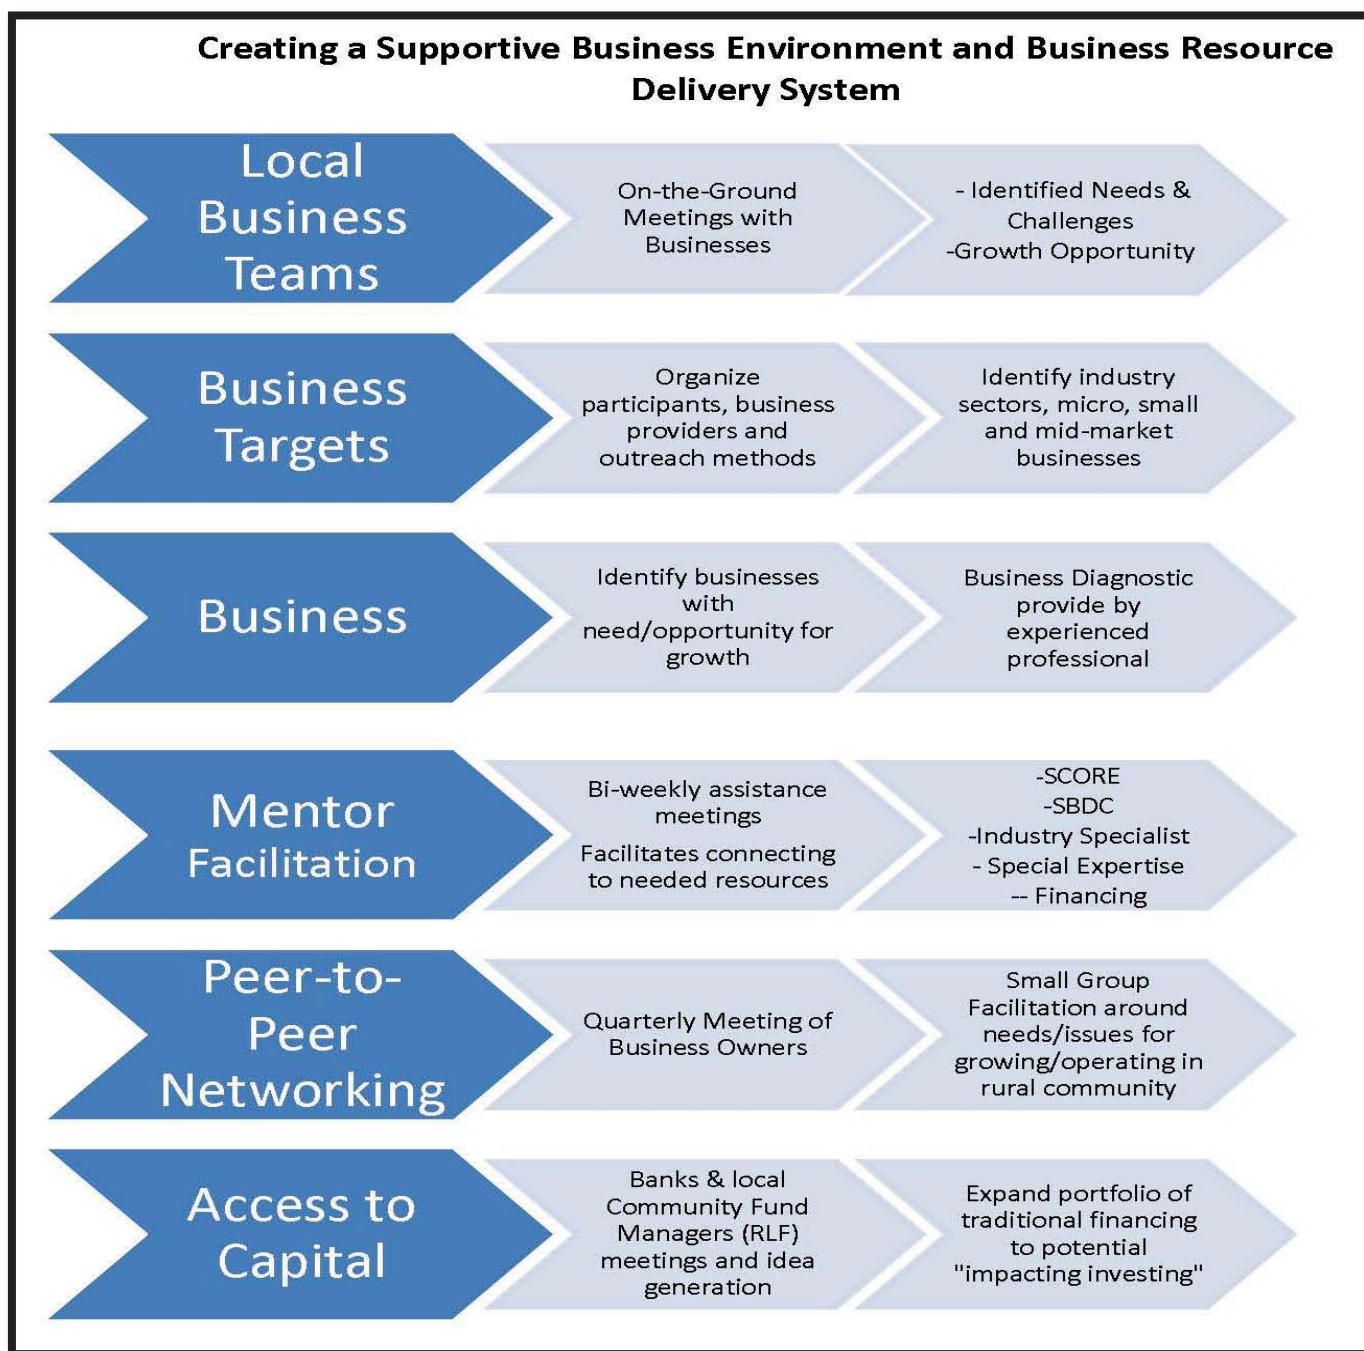 Creating a Supportive Business Environment and Business Resource
Delivery System
Local
Business
Teams
On-the-Ground
Meetings with
Businesses
- Identified Needs &
Challenges
-Growth Opportunity
Business
Targets
Organize
participants, business
providers and
outreach methods
Identify industry
sectors, micro, small
and mid-market
businesses
Business
Identify businesses
with
need/opportunity for
growth
Business Diagnostic
provide by
experienced
professional
Mentor
Facilitation
Bi-weekly assistance
meetings
Facilitates connecting
to needed resources
-SCORE
-SBDC
-Industry Specialist
- Special Expertise
-- Financing
Peer-to-
Peer
Networking
Quarterly Meeting of
Business Owners
Small Group
Facilitation around
needs/issues for
growing/operating in
rural community
Access to
Capital
Banks & local
Community Fund
Managers (RLF)
meetings and idea
generation
Expand portfolio of
traditional financing
to potential
"impacting investing"